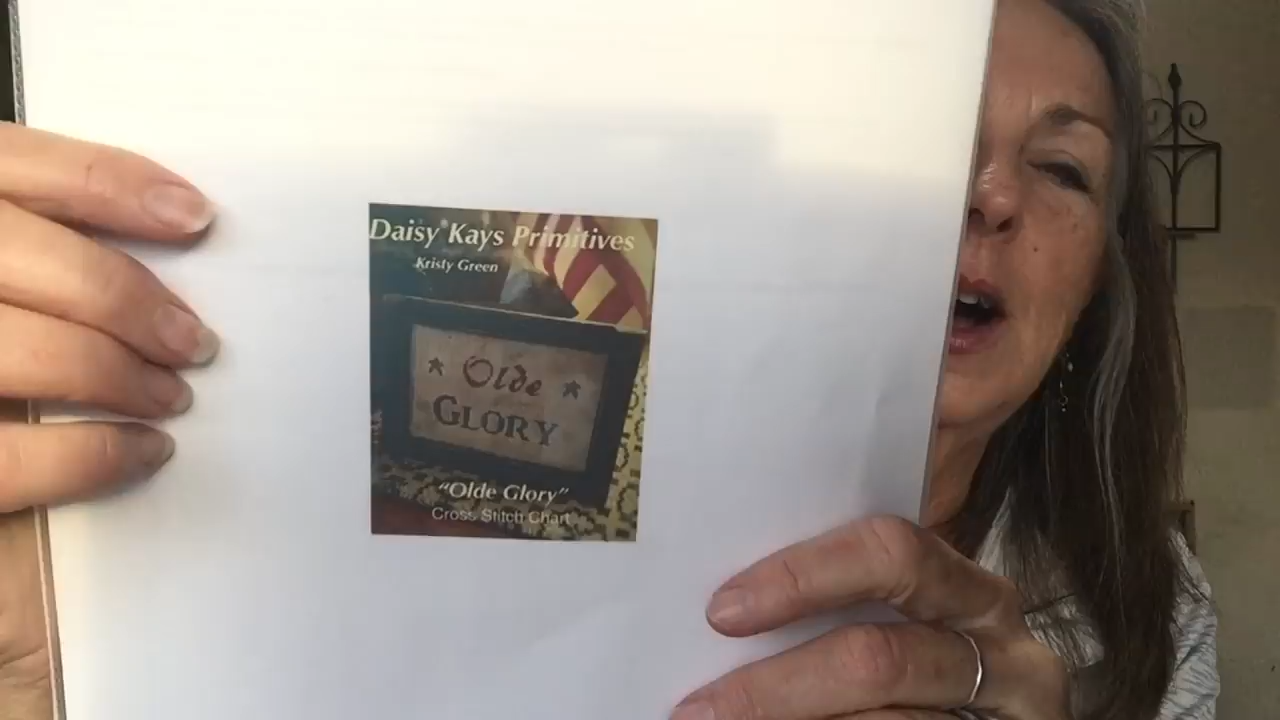 Daisy Kays Primitives
Kristy Green
Olde
GLORY
"Olde Glory"
Cross Stitch Chart